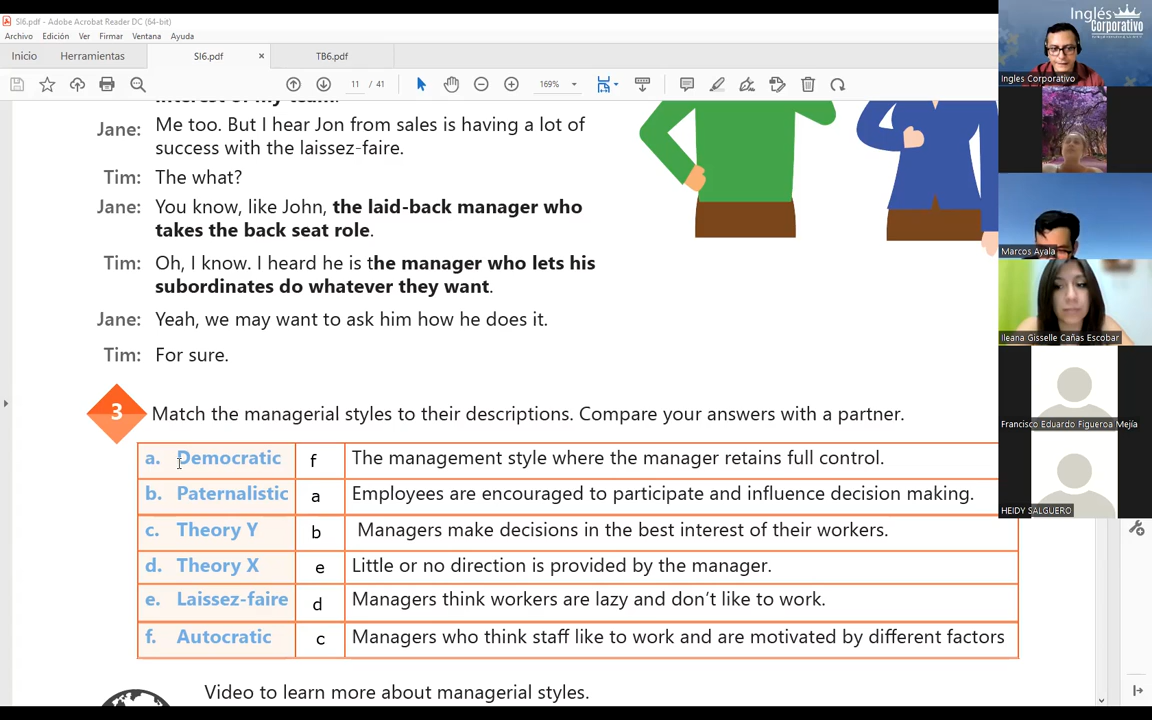 SI6.pdf - Adobe Acrobat Reader DC (64-bit)
Archivo Edición Ver Firmar Ventana Ayuda
Inicio Herramientas SI6.pdf × TB6.pdf
11 / 41 169%
interest of my team.
Jane: Me too. But I hear Jon from sales is having a lot of
success with the laissez-faire.
Tim: The what?
Jane: You know, like John, the laid-back manager who
takes the back seat role.
Tim: Oh, I know. I heard he is the manager who lets his
subordinates do whatever they want.
Jane: Yeah, we may want to ask him how he does it.
Tim: For sure.
3 Match the managerial styles to their descriptions. Compare your answers with a partner.
a. Democratic f The management style where the manager retains full control.
b. Paternalistic a Employees are encouraged to participate and influence decision making.
c. Theory Y b Managers make decisions in the best interest of their workers.
d. Theory X e Little or no direction is provided by the manager.
e. Laissez-faire d Managers think workers are lazy and don't like to work.
f. Autocratic c Managers who think staff like to work and are motivated by different factors
Video to learn more about managerial styles.
Inglés
Corporativo
Ingles Corporativo
Marcos Ayala
Ileana Gisselle Cañas Escobar
Francisco Eduardo Figueroa Mejía
HEIDY SALGUERO